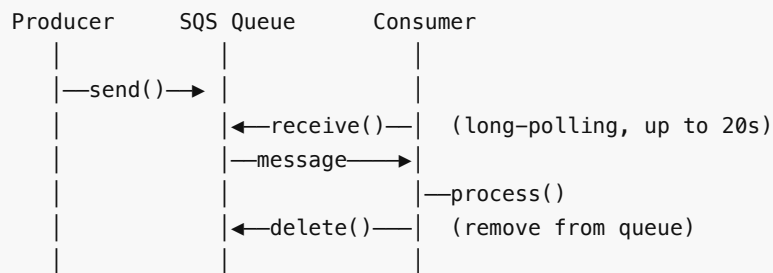 Producer SQS Queue Consumer
send()
receive() (long-polling, up to 20s)
message
process()
delete() (remove from queue)